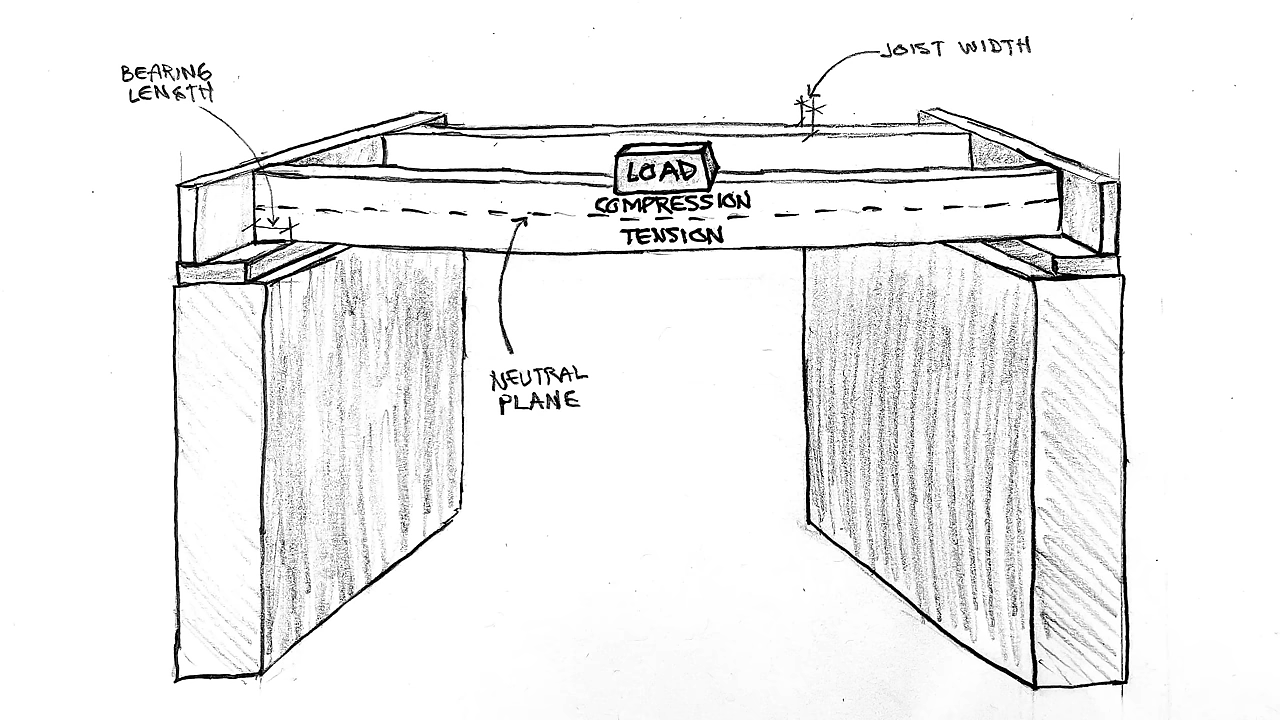 JOIST WIDTH
BEARING
LENGTH
LOAD
COMPRESSION
TENSION
NEUTRAL
PLANE